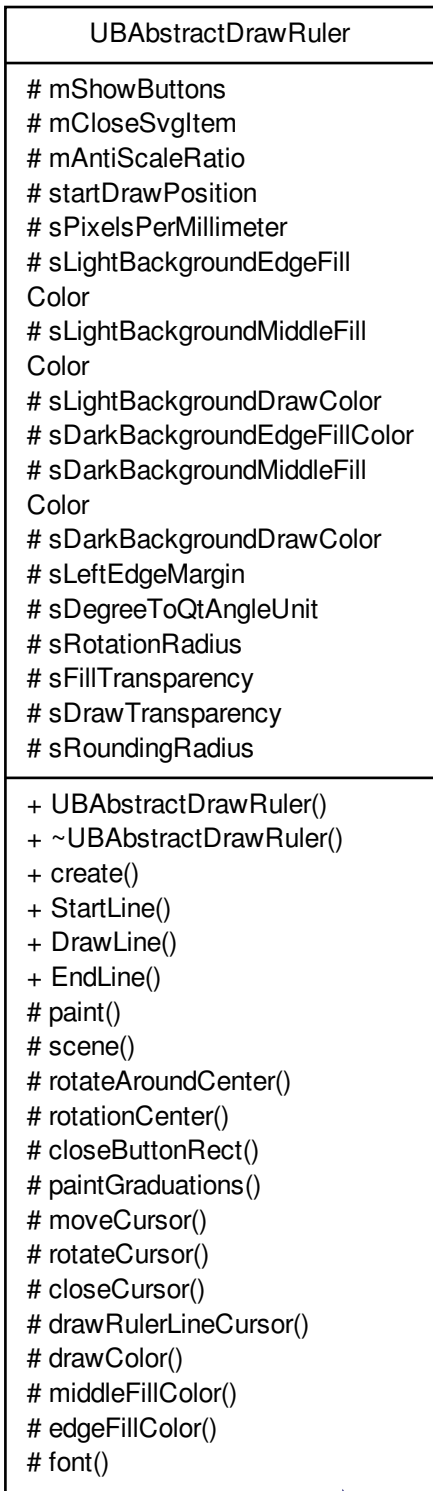 UBAbstractDrawRuler
# mShowButtons
# mCloseSvgItem
# mAntiScaleRatio
# startDrawPosition
# sPixelsPerMillimeter
# sLightBackgroundEdgeFill
Color
# sLightBackgroundMiddleFill
Color
# sLightBackgroundDrawColor
# sDarkBackgroundEdgeFillColor
# sDarkBackgroundMiddleFill
Color
# sDarkBackgroundDrawColor
# sLeftEdgeMargin
# sDegreeToQtAngleUnit
# sRotationRadius
# sFillTransparency
# sDrawTransparency
# sRoundingRadius
+ UBAbstractDrawRuler()
+ ~UBAbstractDrawRuler()
+ create()
+ StartLine()
+ DrawLine()
+ EndLine()
# paint()
# scene()
# rotateAroundCenter()
# rotationCenter()
# closeButtonRect()
# paintGraduations()
# moveCursor()
# rotateCursor()
# closeCursor()
# drawRulerLineCursor()
# drawColor()
# middleFillColor()
# edgeFillColor()
# font()